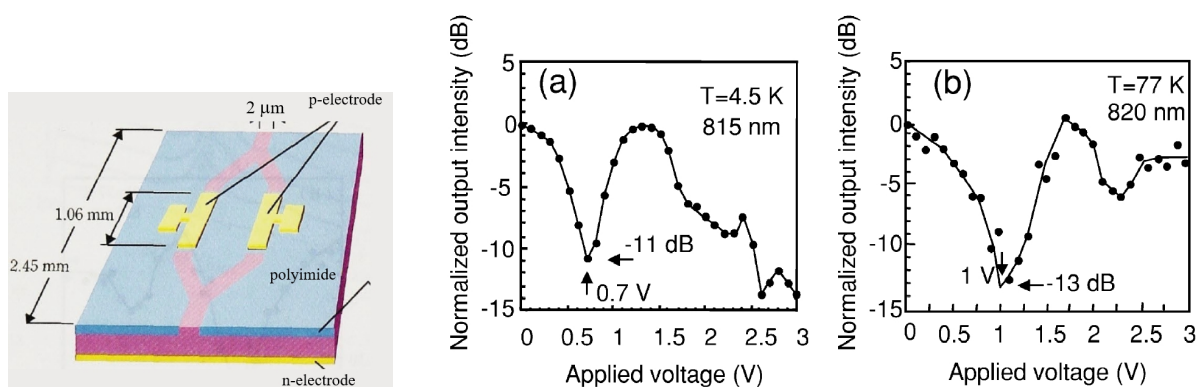 p-electrode
2 μm
1.06 mm
2.45 mm
polyimide
n-electrode
Normalized output intensity (dB)
5
0
-5
-10
-15
(a)
T=4.5 K
815 nm
-11 dB
0.7 V
0 0.5 1 1.5 2 2.5 3
Applied voltage (V)
Normalized output intensity (dB)
5
0
-5
-10
-15
(b)
T=77 K
820 nm
1 V
-13 dB
0 0.5 1.0 1.5 2 2.5 3
Applied voltage (V)